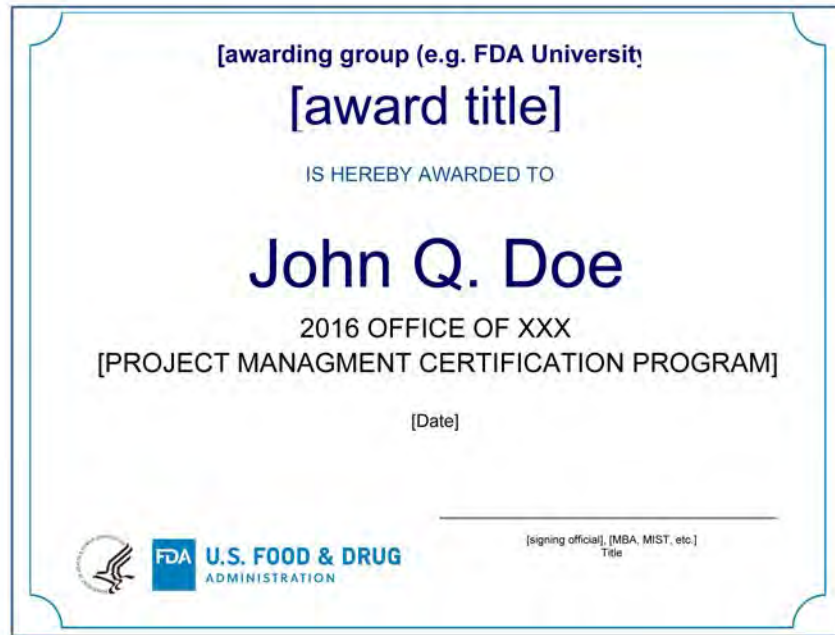 [awarding group (e.g. FDA University
[award title]
IS HEREBY AWARDED TO
John Q. Doe
2016 OFFICE OF XXX
[PROJECT MANAGMENT CERTIFICATION PROGRAM]
[Date]
[signing official], [MBA, MIST, etc.]
Title
FDA U.S. FOOD & DRUG
ADMINISTRATION